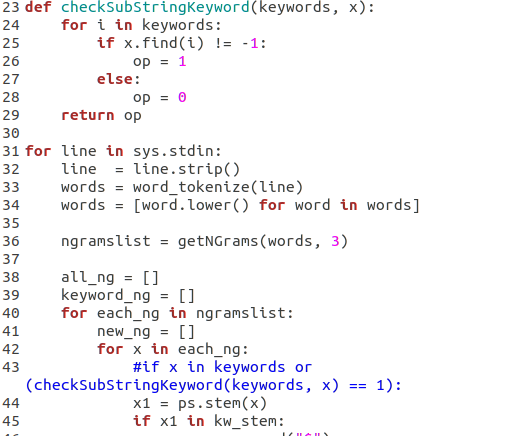 23 def checkSubStringKeyword(keywords, x):
24     for i in keywords:
25         if x.find(i) != -1:
26             op = 1
27         else:
28             op = 0
29     return op
30
31 for line in sys.stdin:
32     line  = line.strip()
33     words = word_tokenize(line)
34     words = [word.lower() for word in words]
35
36     ngramslist = getNGrams(words, 3)
37
38     all_ng = []
39     keyword_ng = []
40     for each_ng in ngramslist:
41         new_ng = []
42         for x in each_ng:
43             #if x in keywords or
(checkSubStringKeyword(keywords, x) == 1):
44             x1 = ps.stem(x)
45             if x1 in kw_stem: